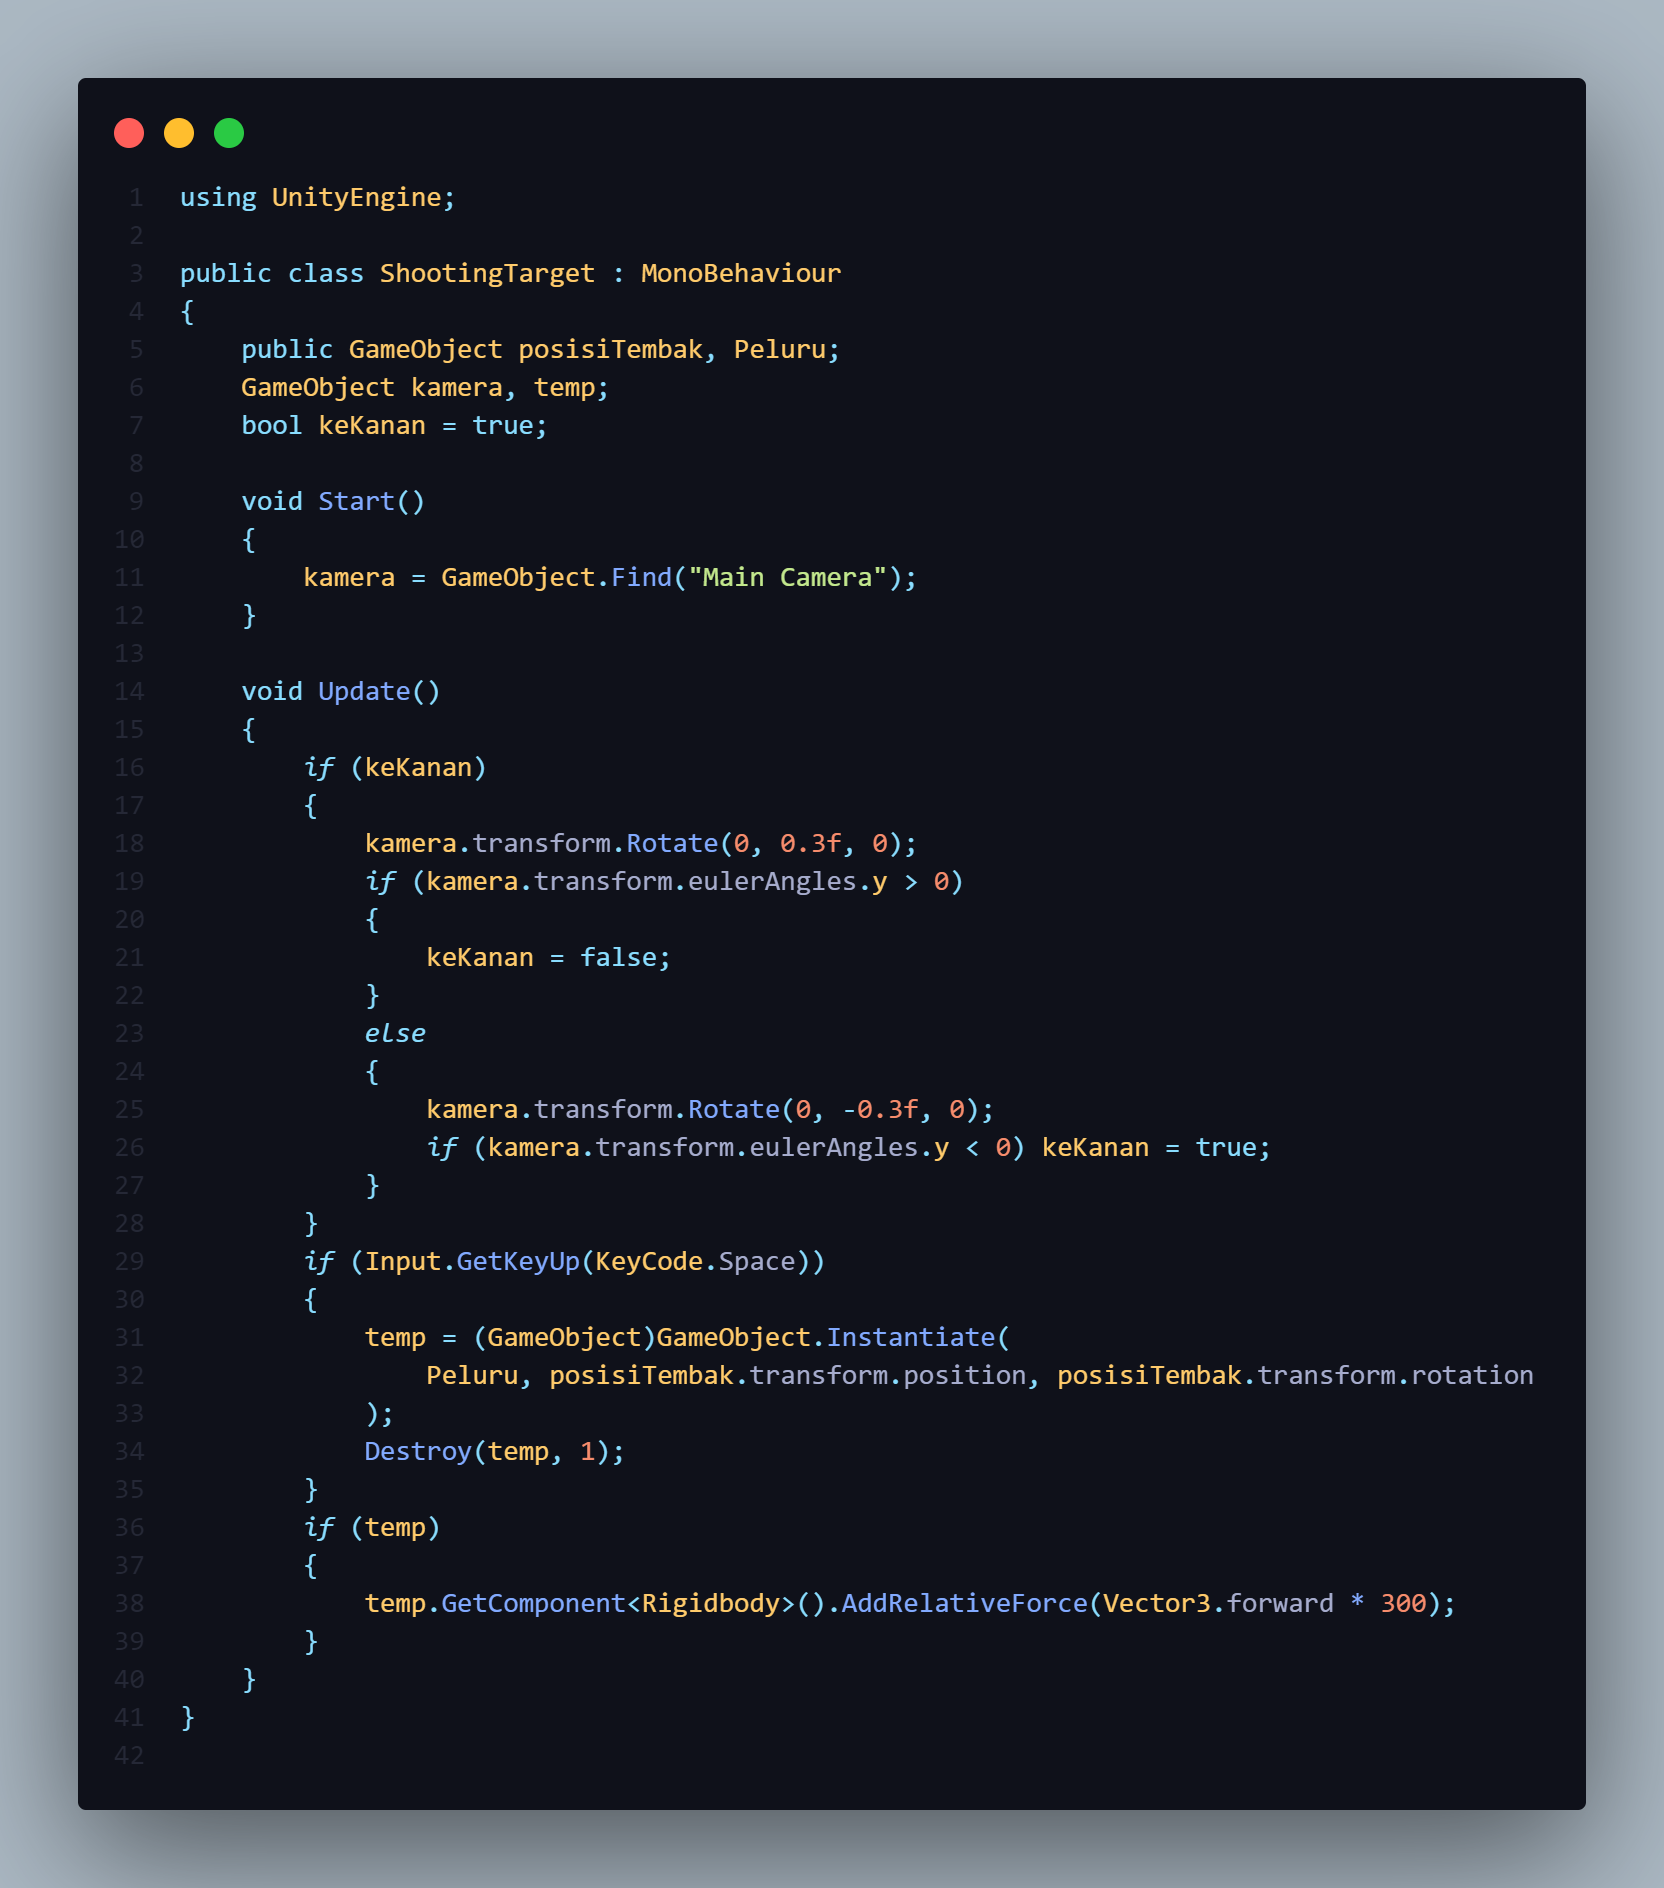 1 using UnityEngine;
2
3 public class ShootingTarget : MonoBehaviour
4 {
5     public GameObject posisiTembak, Peluru;
6     GameObject kamera, temp;
7     bool keKanan = true;
8
9     void Start()
10     {
11         kamera = GameObject.Find("Main Camera");
12     }
13
14     void Update()
15     {
16         if (keKanan)
17         {
18             kamera.transform.Rotate(0, 0.3f, 0);
19             if (kamera.transform.eulerAngles.y > 0)
20             {
21                 keKanan = false;
22             }
23             else
24             {
25                 kamera.transform.Rotate(0, -0.3f, 0);
26                 if (kamera.transform.eulerAngles.y < 0) keKanan = true;
27             }
28         }
29         if (Input.GetKeyUp(KeyCode.Space))
30         {
31             temp = (GameObject)GameObject.Instantiate(
32                 Peluru, posisiTembak.transform.position, posisiTembak.transform.rotation
33             );
34             Destroy(temp, 1);
35         }
36         if (temp)
37         {
38             temp.GetComponent<Rigidbody>().AddRelativeForce(Vector3.forward * 300);
39         }
40     }
41 }
42